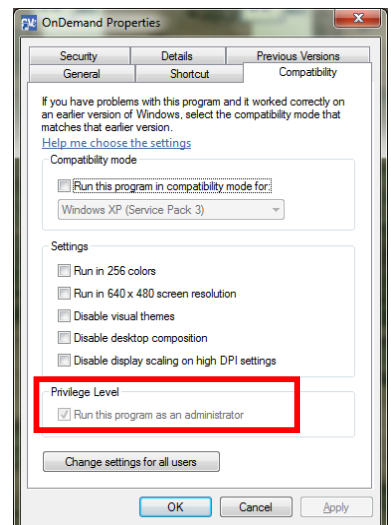 OnDemand Properties
Security Details Previous Versions
General Shortcut Compatibility
If you have problems with this program and it worked correctly on
an earlier version of Windows, select the compatibility mode that
matches that earlier version.
Help me choose the settings
Compatibility mode
Run this program in compatibility mode for:
Windows XP (Service Pack 3)
Settings
Run in 256 colors
Run in 640 x 480 screen resolution
Disable visual themes
Disable desktop composition
Disable display scaling on high DPI settings
Privilege Level
Run this program as an administrator
Change settings for all users
OK Cancel Apply